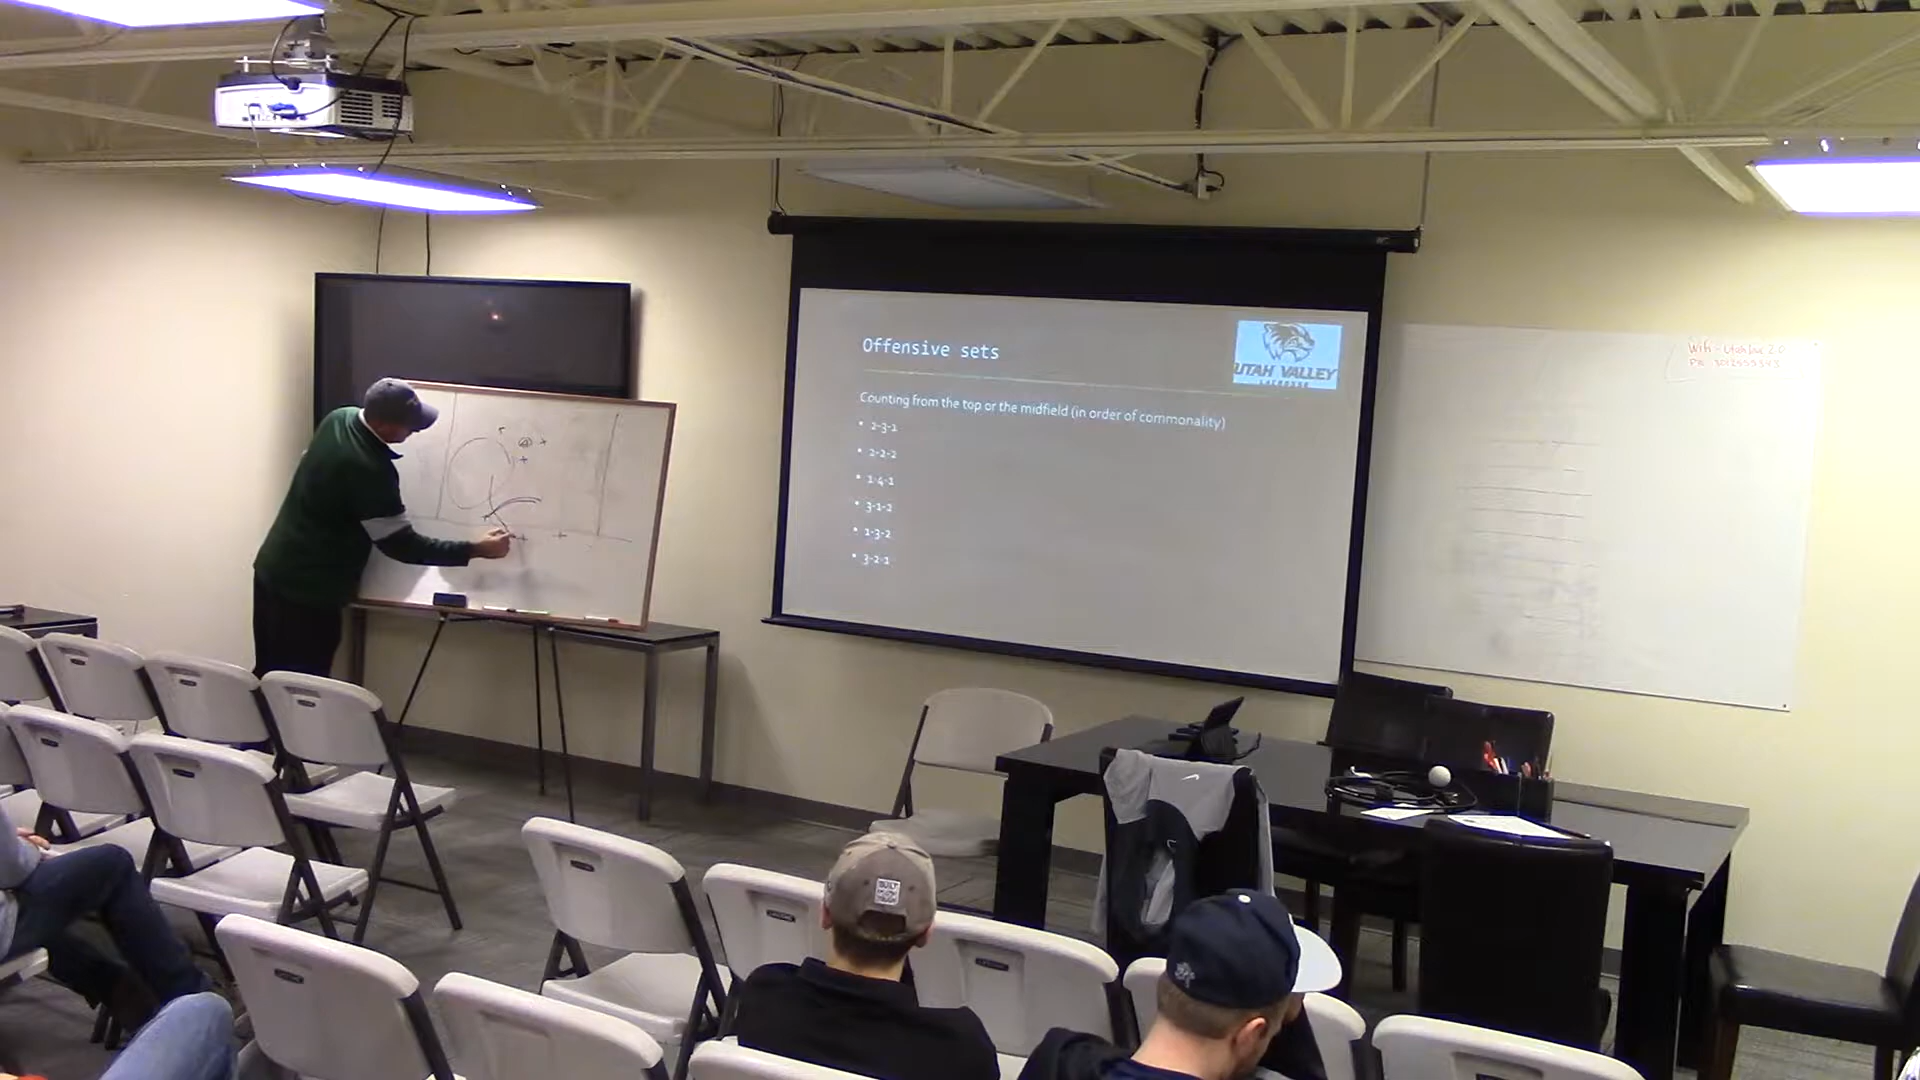 Offensive sets
UTAH VALLEY
Counting from the top or the midfield (in order of commonality)
• 2-3-1
• 2-2-2
• 1-4-1
• 3-1-2
• 1-3-2
• 3-2-1
BUILT